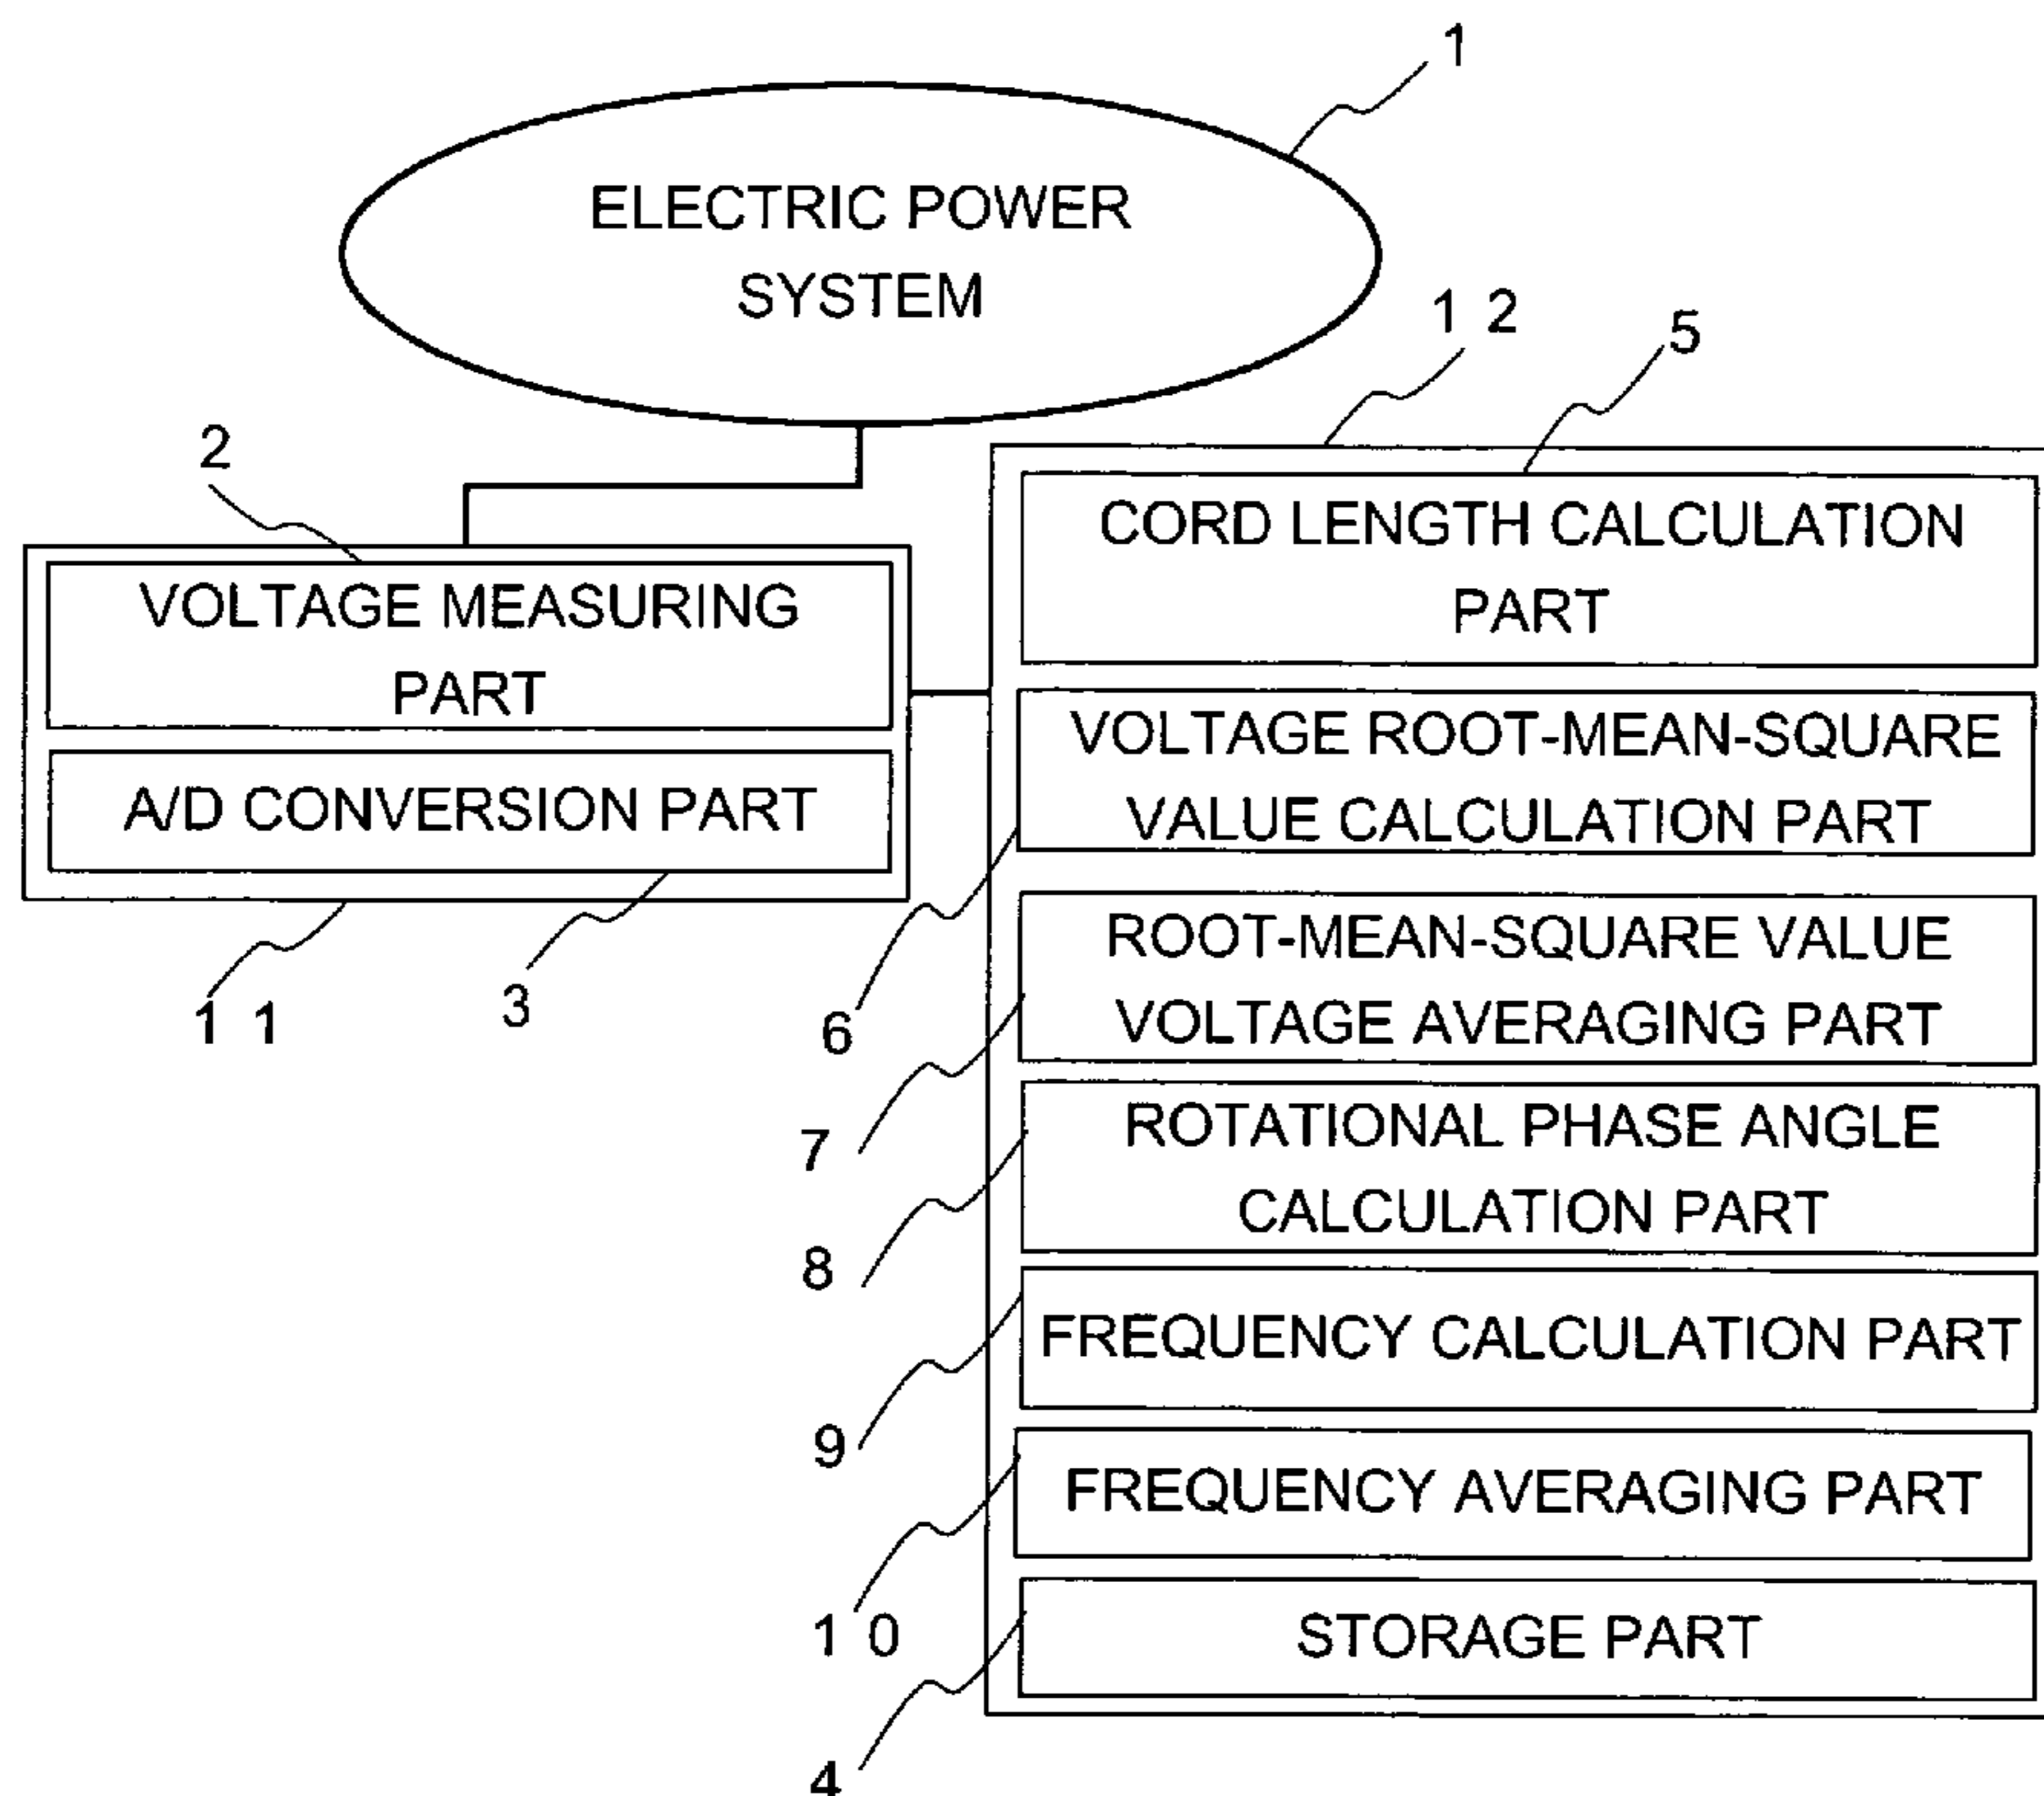 1
ELECTRIC POWER
SYSTEM
1 2
5
2
CORD LENGTH CALCULATION
PART
VOLTAGE MEASURING
PART
A/D CONVERSION PART
VOLTAGE ROOT-MEAN-SQUARE
VALUE CALCULATION PART
1 1
3
6
ROOT-MEAN-SQUARE VALUE
VOLTAGE AVERAGING PART
7
ROTATIONAL PHASE ANGLE
CALCULATION PART
8
FREQUENCY CALCULATION PART
9
FREQUENCY AVERAGING PART
1 0
STORAGE PART
4